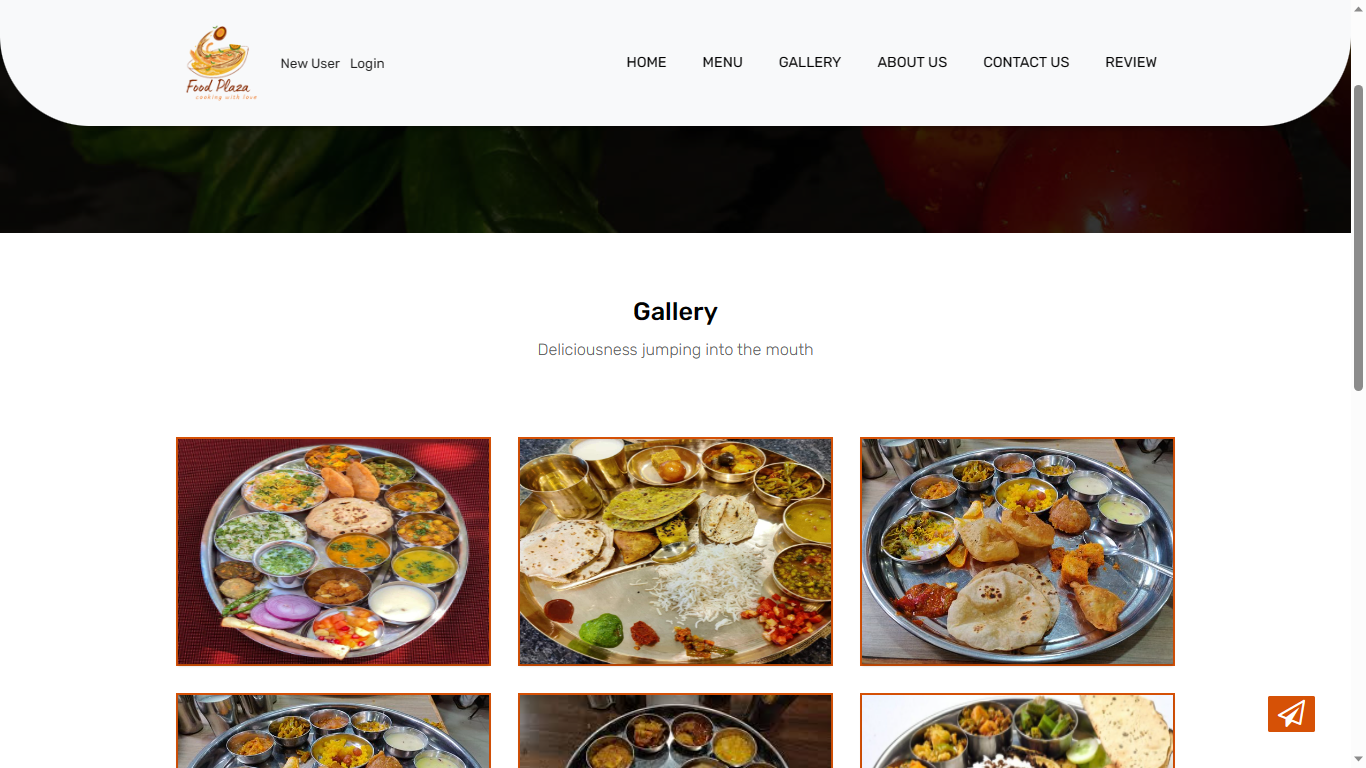 Food Plaza
cooking with love
New User Login
HOME MENU GALLERY ABOUT US CONTACT US REVIEW
Gallery
Deliciousness jumping into the mouth